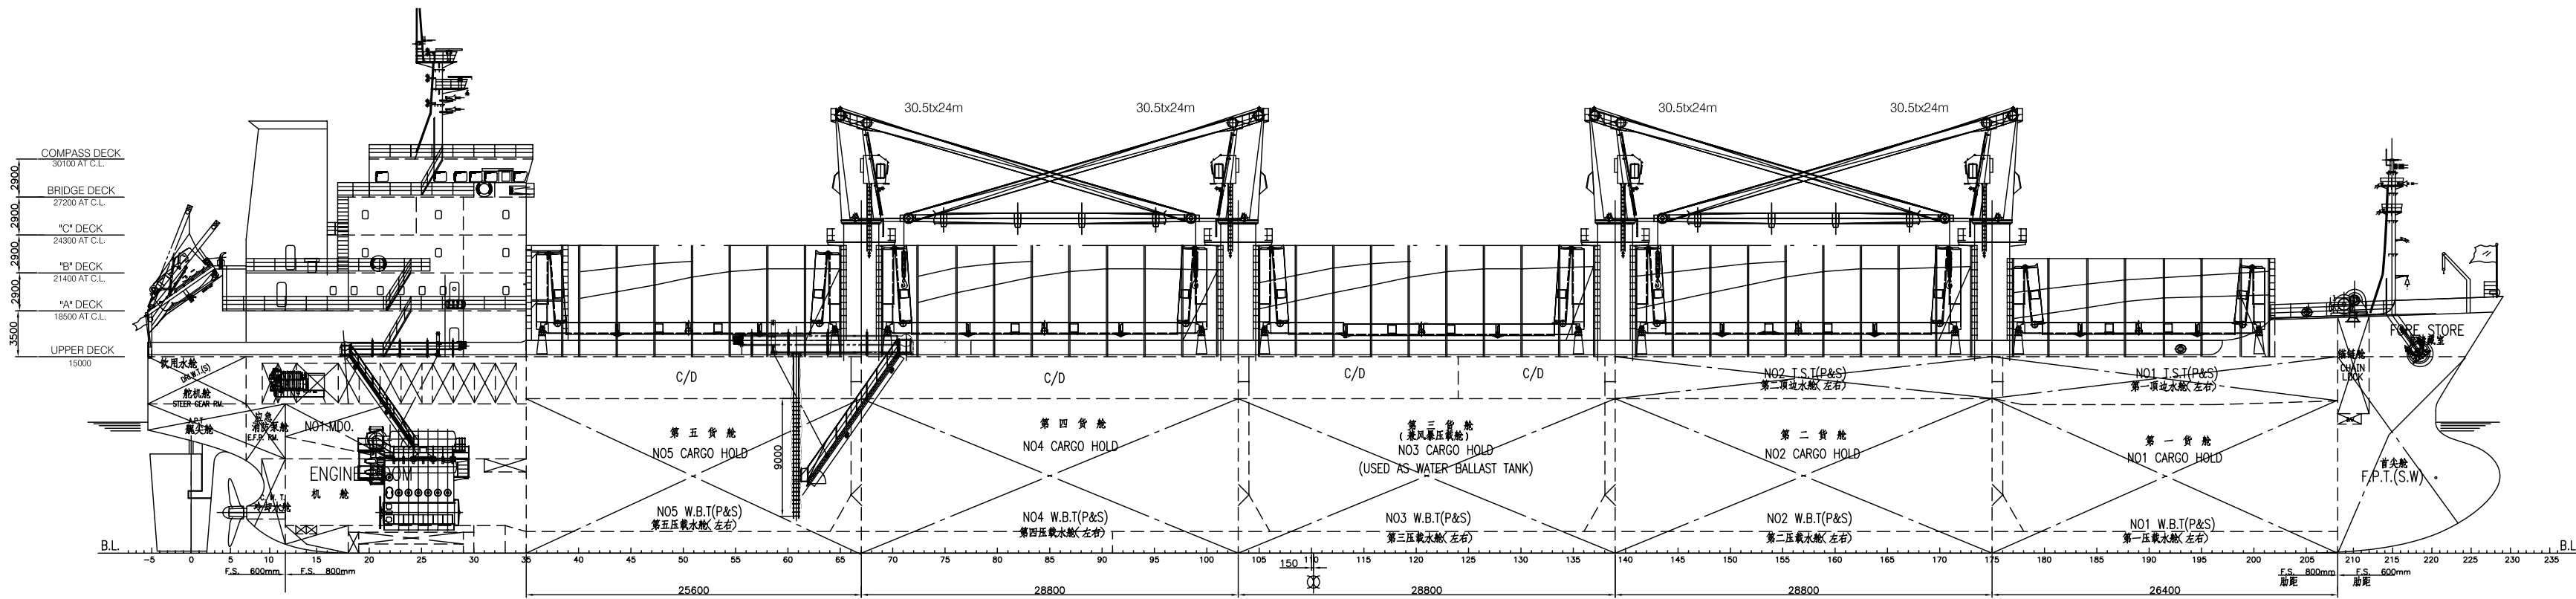 30.5tx24m
30.5tx24m
30.5tx24m
30.5tx24m
COMPASS DECK
30100 AT C.L.
2900
BRIDGE DECK
27200 AT C.L.
2900
"C" DECK
24300 AT C.L.
2900
"B" DECK
21400 AT C.L.
2900
"A" DECK
18500 AT C.L.
3500
UPPER DECK
15000
饮用水舱
DRI.W.T.(S)
舵机舱
STEER GEAR RM.
A.P.T.
艉尖舱
应急
消防泵舱
E.F.P. RM.
NO1.MDO.
ENGINE ROOM
机 舱
C.W.T.
冷却水舱
第 五 货 舱
NO5 CARGO HOLD
9000
NO5 W.B.T(P&S)
第五压载水舱(左右)
C/D
C/D
第 四 货 舱
NO4 CARGO HOLD
NO4 W.B.T(P&S)
第四压载水舱(左右)
C/D
C/D
第 三 货 舱
(兼风暴压载舱)
NO3 CARGO HOLD
(USED AS WATER BALLAST TANK)
NO3 W.B.T(P&S)
第三压载水舱(左右)
NO2 T.S.T(P&S)
第二顶边水舱(左右)
第 二 货 舱
NO2 CARGO HOLD
NO2 W.B.T(P&S)
第二压载水舱(左右)
NO1 T.S.T(P&S)
第一顶边水舱(左右)
第 一 货 舱
NO1 CARGO HOLD
NO1 W.B.T(P&S)
第一压载水舱(左右)
FORE STORE
锚链舱
CHAIN
LOCK
首尖舱
F.P.T.(S.W)
B.L.
B.L.
-5 0 5 10 15 20 25 30 35 40 45 50 55 60 65 70 75 80 85 90 95 100 105 110 115 120 125 130 135 140 145 150 155 160 165 170 175 180 185 190 195 200 205 210 215 220 225 230 235
F.S. 600mm
F.S. 800mm
150
F.S. 800mm
肋距
F.S. 600mm
肋距
25600
28800
28800
28800
26400